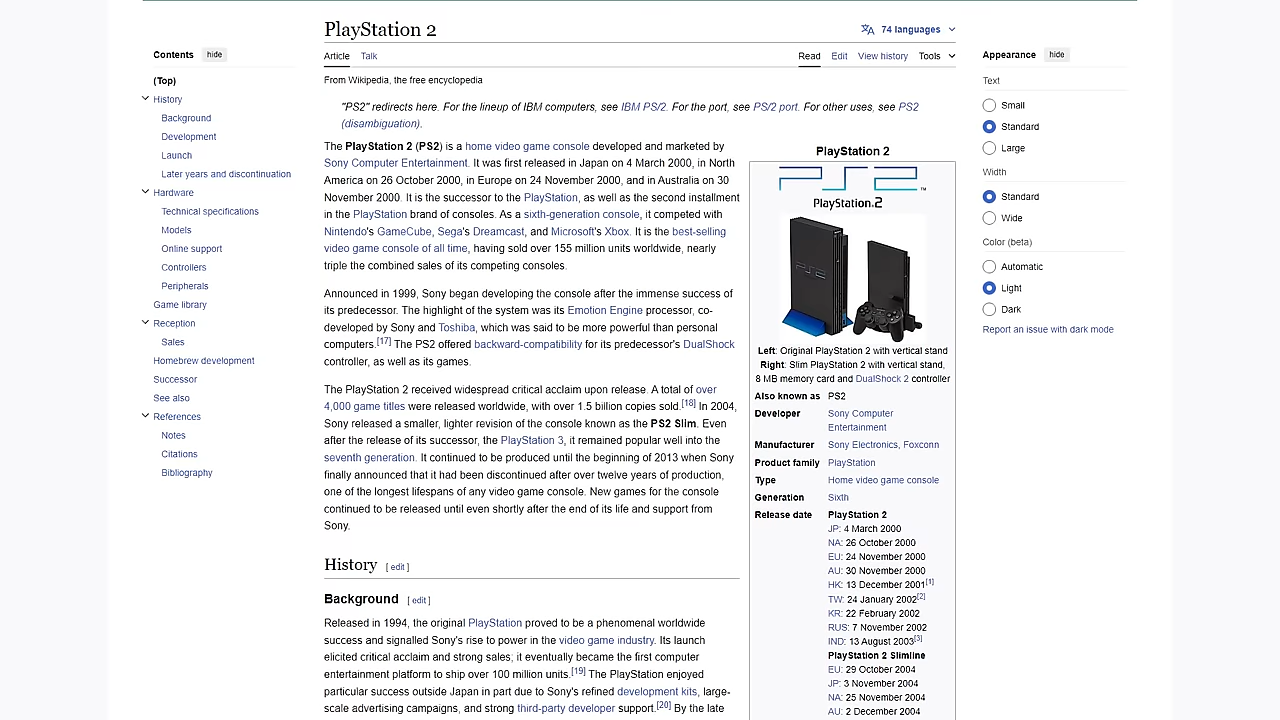 PlayStation 2
74 languages
Contents hide
Article Talk
Read Edit View history Tools
Appearance hide
(Top)
History
Background
Development
Launch
Later years and discontinuation
Hardware
Technical specifications
Models
Online support
Controllers
Peripherals
Game library
Reception
Sales
Homebrew development
Successor
See also
References
Notes
Citations
Bibliography
From Wikipedia, the free encyclopedia
"PS2" redirects here. For the lineup of IBM computers, see IBM PS/2. For the port, see PS/2 port. For other uses, see PS2
(disambiguation).
The PlayStation 2 (PS2) is a home video game console developed and marketed by
Sony Computer Entertainment. It was first released in Japan on 4 March 2000, in North
America on 26 October 2000, in Europe on 24 November 2000, and in Australia on 30
November 2000. It is the successor to the PlayStation, as well as the second installment
in the PlayStation brand of consoles. As a sixth-generation console, it competed with
Nintendo's GameCube, Sega's Dreamcast, and Microsoft's Xbox. It is the best-selling
video game console of all time, having sold over 155 million units worldwide, nearly
triple the combined sales of its competing consoles.
Announced in 1999, Sony began developing the console after the immense success of
its predecessor. The highlight of the system was its Emotion Engine processor, co-
developed by Sony and Toshiba, which was said to be more powerful than personal
computers.[17] The PS2 offered backward-compatibility for its predecessor's DualShock
controller, as well as its games.
The PlayStation 2 received widespread critical acclaim upon release. A total of over
4,000 game titles were released worldwide, with over 1.5 billion copies sold.[18] In 2004,
Sony released a smaller, lighter revision of the console known as the PS2 Slim. Even
after the release of its successor, the PlayStation 3, it remained popular well into the
seventh generation. It continued to be produced until the beginning of 2013 when Sony
finally announced that it had been discontinued after over twelve years of production,
one of the longest lifespans of any video game console. New games for the console
continued to be released until even shortly after the end of its life and support from
Sony.
History [ edit ]
Background [ edit ]
Released in 1994, the original PlayStation proved to be a phenomenal worldwide
success and signalled Sony's rise to power in the video game industry. Its launch
elicited critical acclaim and strong sales; it eventually became the first computer
entertainment platform to ship over 100 million units.[19] The PlayStation enjoyed
particular success outside Japan in part due to Sony's refined development kits, large-
scale advertising campaigns, and strong third-party developer support.[20] By the late
PlayStation 2
PS2 ™
PlayStation.2
PS2
Left: Original PlayStation 2 with vertical stand
Right: Slim PlayStation 2 with vertical stand,
8 MB memory card and DualShock 2 controller
Also known as PS2
Developer Sony Computer
Entertainment
Manufacturer Sony Electronics, Foxconn
Product family PlayStation
Type Home video game console
Generation Sixth
Release date PlayStation 2
JP: 4 March 2000
NA: 26 October 2000
EU: 24 November 2000
AU: 30 November 2000
HK: 13 December 2001[1]
TW: 24 January 2002[2]
KR: 22 February 2002
RUS: 7 November 2002
IND: 13 August 2003[3]
PlayStation 2 Slimline
EU: 29 October 2004
JP: 3 November 2004
NA: 25 November 2004
AU: 2 December 2004
Text
Small
Standard
Large
Width
Standard
Wide
Color (beta)
Automatic
Light
Dark
Report an issue with dark mode